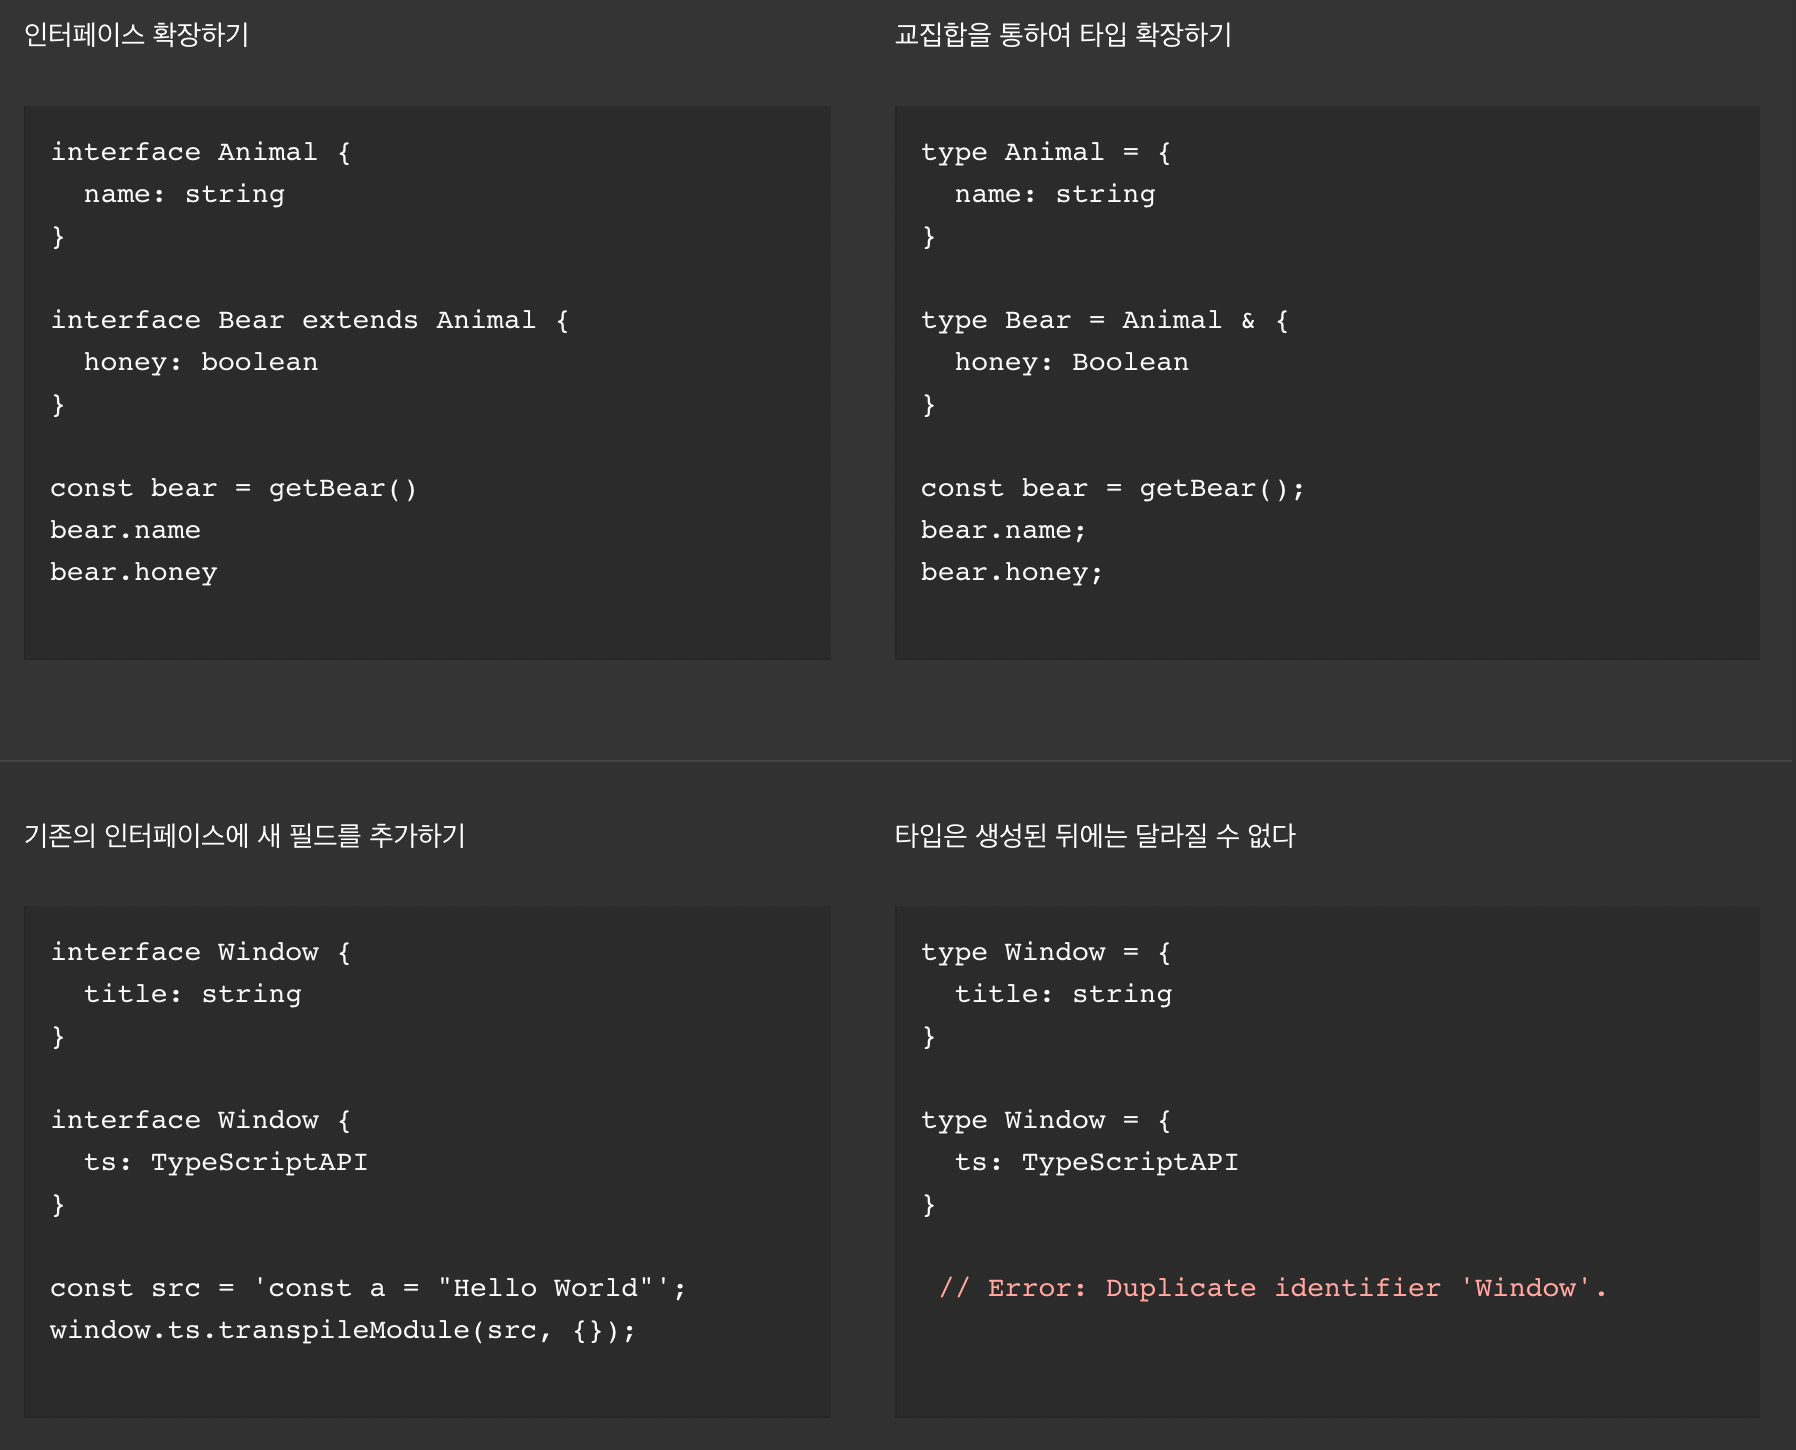 인터페이스 확장하기
interface Animal {
  name: string
}
interface Bear extends Animal {
  honey: boolean
}
const bear = getBear()
bear.name
bear.honey
교집합을 통하여 타입 확장하기
type Animal = {
  name: string
}
type Bear = Animal & {
  honey: Boolean
}
const bear = getBear();
bear.name;
bear.honey;
기존의 인터페이스에 새 필드를 추가하기
interface Window {
  title: string
}
interface Window {
  ts: TypeScriptAPI
}
const src = 'const a = "Hello World"';
window.ts.transpileModule(src, {});
타입은 생성된 뒤에는 달라질 수 없다
type Window = {
  title: string
}
type Window = {
  ts: TypeScriptAPI
}
// Error: Duplicate identifier 'Window'.